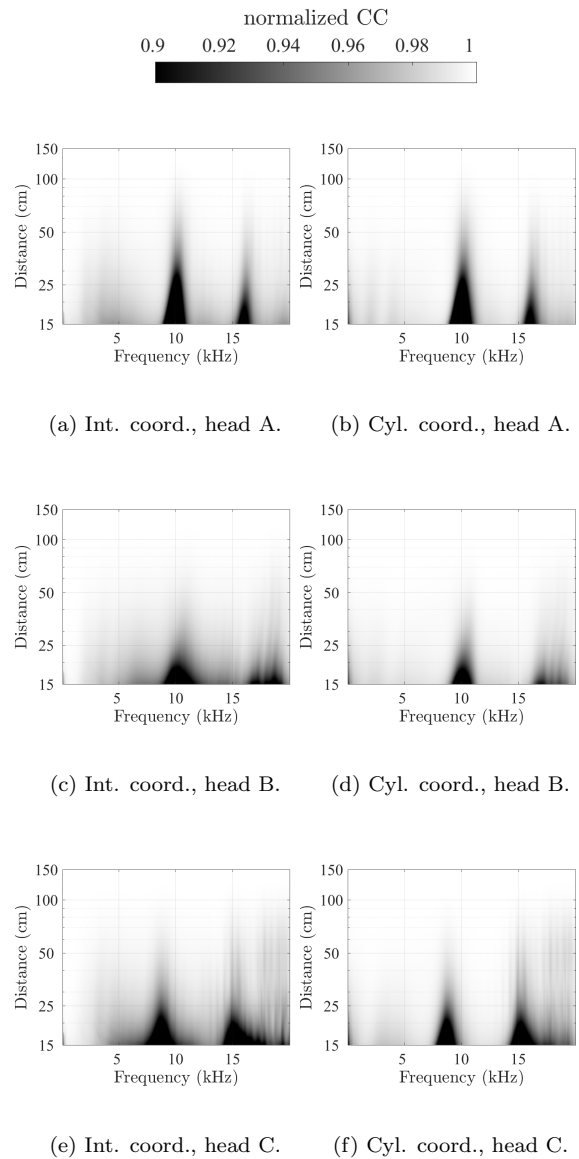 normalized CC
0.9 0.92 0.94 0.96 0.98 1
150 150
100 100
50 50
25 25
15 15
Distance (cm) Distance (cm)
5 10 15 5 10 15
Frequency (kHz) Frequency (kHz)
(a) Int. coord., head A. (b) Cyl. coord., head A.
150 150
100 100
50 50
25 25
15 15
Distance (cm) Distance (cm)
5 10 15 5 10 15
Frequency (kHz) Frequency (kHz)
(c) Int. coord., head B. (d) Cyl. coord., head B.
150 150
100 100
50 50
25 25
15 15
Distance (cm) Distance (cm)
5 10 15 5 10 15
Frequency (kHz) Frequency (kHz)
(e) Int. coord., head C. (f) Cyl. coord., head C.